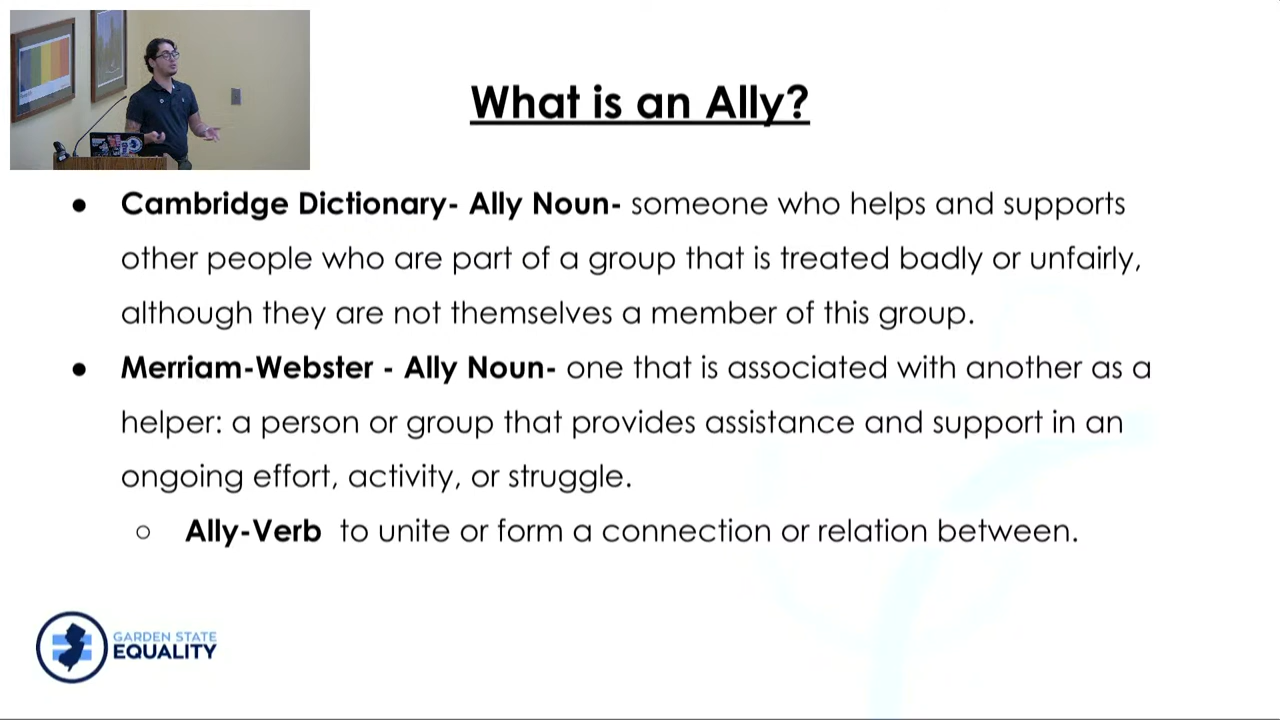 What is an Ally?
● Cambridge Dictionary- Ally Noun- someone who helps and supports
other people who are part of a group that is treated badly or unfairly,
although they are not themselves a member of this group.
● Merriam-Webster - Ally Noun- one that is associated with another as a
helper: a person or group that provides assistance and support in an
ongoing effort, activity, or struggle.
○ Ally-Verb to unite or form a connection or relation between.
GARDEN STATE
EQUALITY